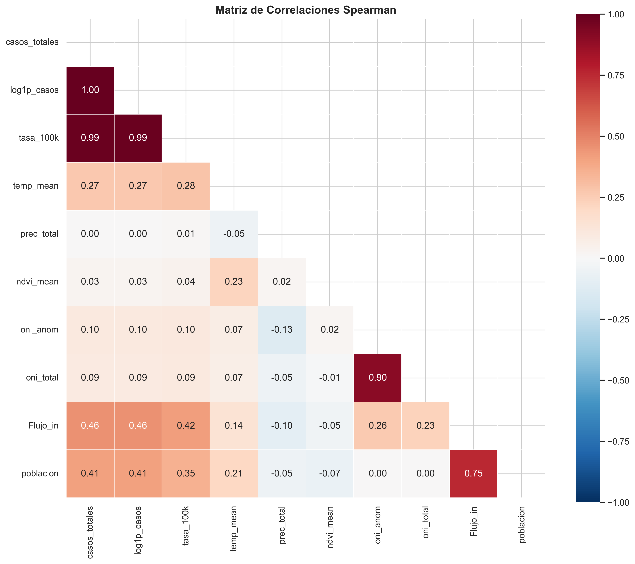 Matriz de Correlaciones Spearman
casos_totales
log1p_casos
1.00
tasa_100k
0.99 0.99
temp_mean
0.27 0.27 0.28
prec_total
0.00 0.00 0.01 -0.05
ndvi_mean
0.03 0.03 0.04 0.23 0.02
oni_anom
0.10 0.10 0.10 0.07 -0.13 0.02
oni_total
0.09 0.09 0.09 0.07 -0.05 -0.01 0.90
Flujo_in
0.46 0.46 0.42 0.14 -0.10 -0.05 0.26 0.23
poblacion
0.41 0.41 0.35 0.21 -0.05 -0.07 0.00 0.00 0.75
casos_totales
log1p_casos
tasa_100k
temp_mean
prec_total
ndvi_mean
oni_anom
oni_total
Flujo_in
poblacion
1.00
0.75
0.50
0.25
0.00
−0.25
−0.50
−0.75
−1.00